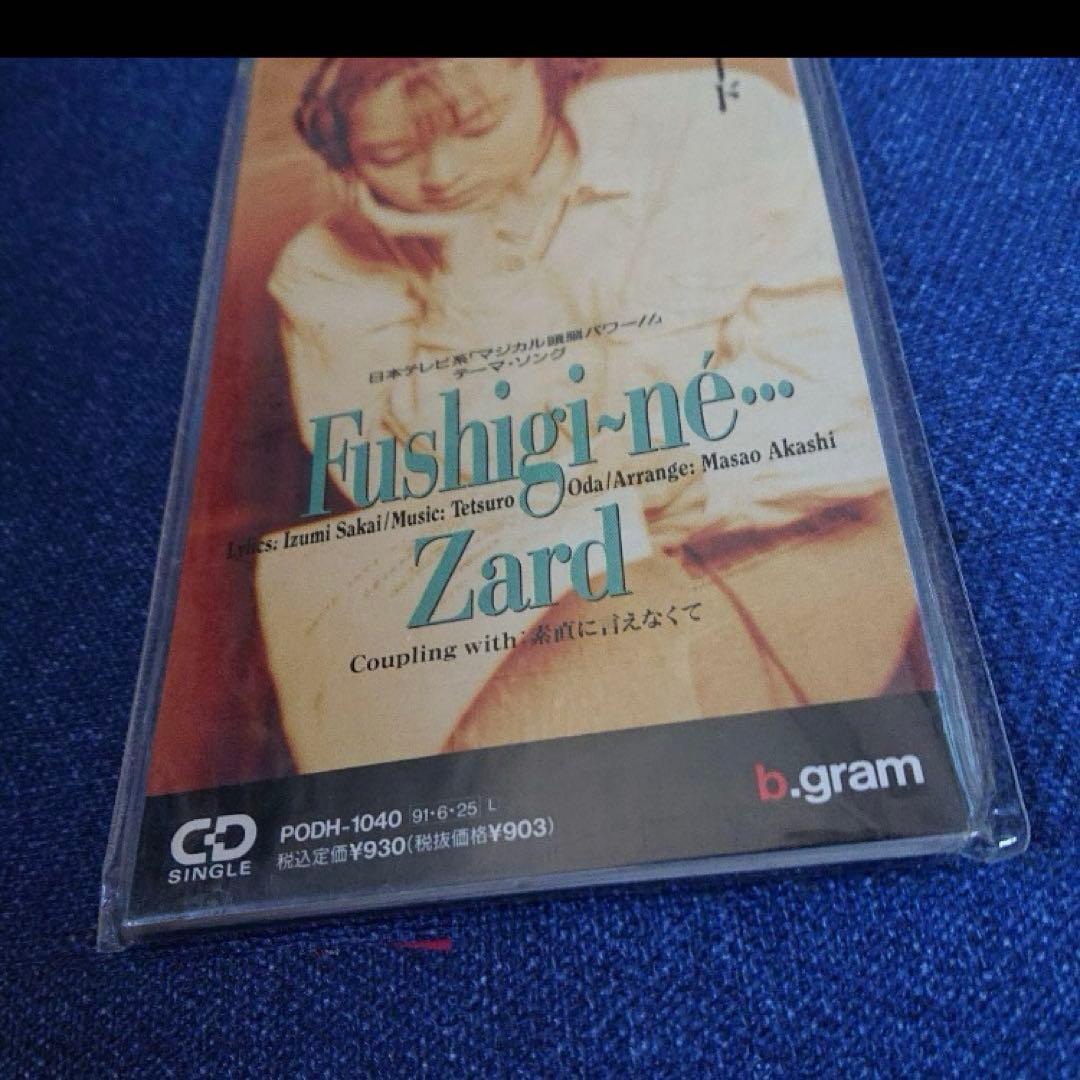 ード
日本テレビ系「マジカル頭脳パワー!!」
テーマ・ソング
Fushigi~né...
Lyrics: Izumi Sakai/Music: Tetsuro Oda/Arrange: Masao Akashi
Zard
Coupling with: 素直に言えなくて
b.gram
CD SINGLE
PODH-1040 91・6・25 L
税込定価¥930(税抜価格¥903)